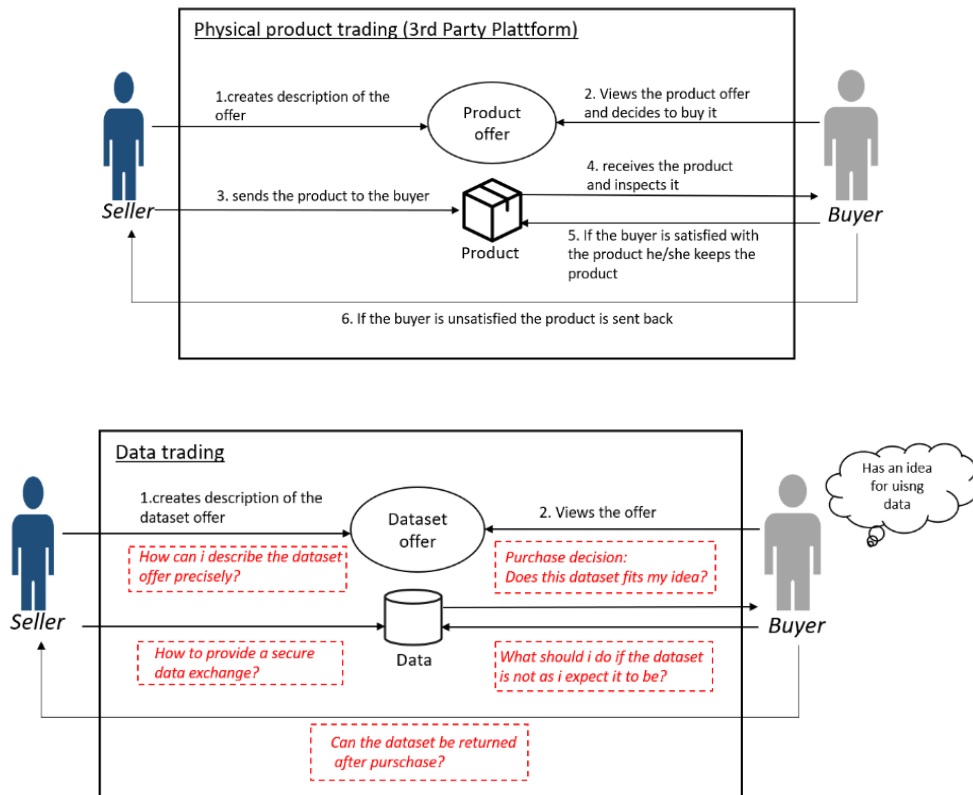 Physical product trading (3rd Party Plattform)
1.creates description of the
offer
Product
offer
2. Views the product offer
and decides to buy it
3. sends the product to the buyer
4. receives the product
and inspects it
Seller
Product
Buyer
5. If the buyer is satisfied with
the product he/she keeps the
product
6. If the buyer is unsatisfied the product is sent back
Data trading
Has an idea
for uisng
data
1.creates description of the
dataset offer
Dataset
offer
2. Views the offer
How can i describe the dataset
offer precisely?
Purchase decision:
Does this dataset fits my idea?
Seller
Data
Buyer
How to provide a secure
data exchange?
What should i do if the dataset
is not as i expect it to be?
Can the dataset be returned
after purschase?